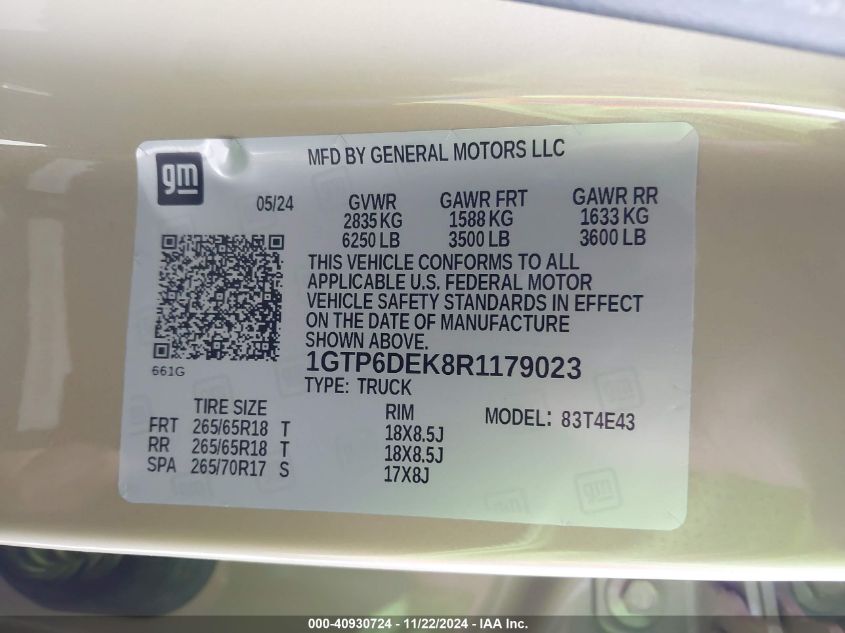 gm
MFD BY GENERAL MOTORS LLC
05/24
GVWR GAWR FRT GAWR RR
2835 KG 1588 KG 1633 KG
6250 LB 3500 LB 3600 LB
THIS VEHICLE CONFORMS TO ALL
APPLICABLE U.S. FEDERAL MOTOR
VEHICLE SAFETY STANDARDS IN EFFECT
ON THE DATE OF MANUFACTURE
SHOWN ABOVE.
661G
1GTP6DEK8R1179023
TYPE: TRUCK
TIRE SIZE RIM MODEL: 83T4E43
FRT 265/65R18 T 18X8.5J
RR 265/65R18 T 18X8.5J
SPA 265/70R17 S 17X8J
gm
000-40930724 - 11/22/2024 - IAA Inc.